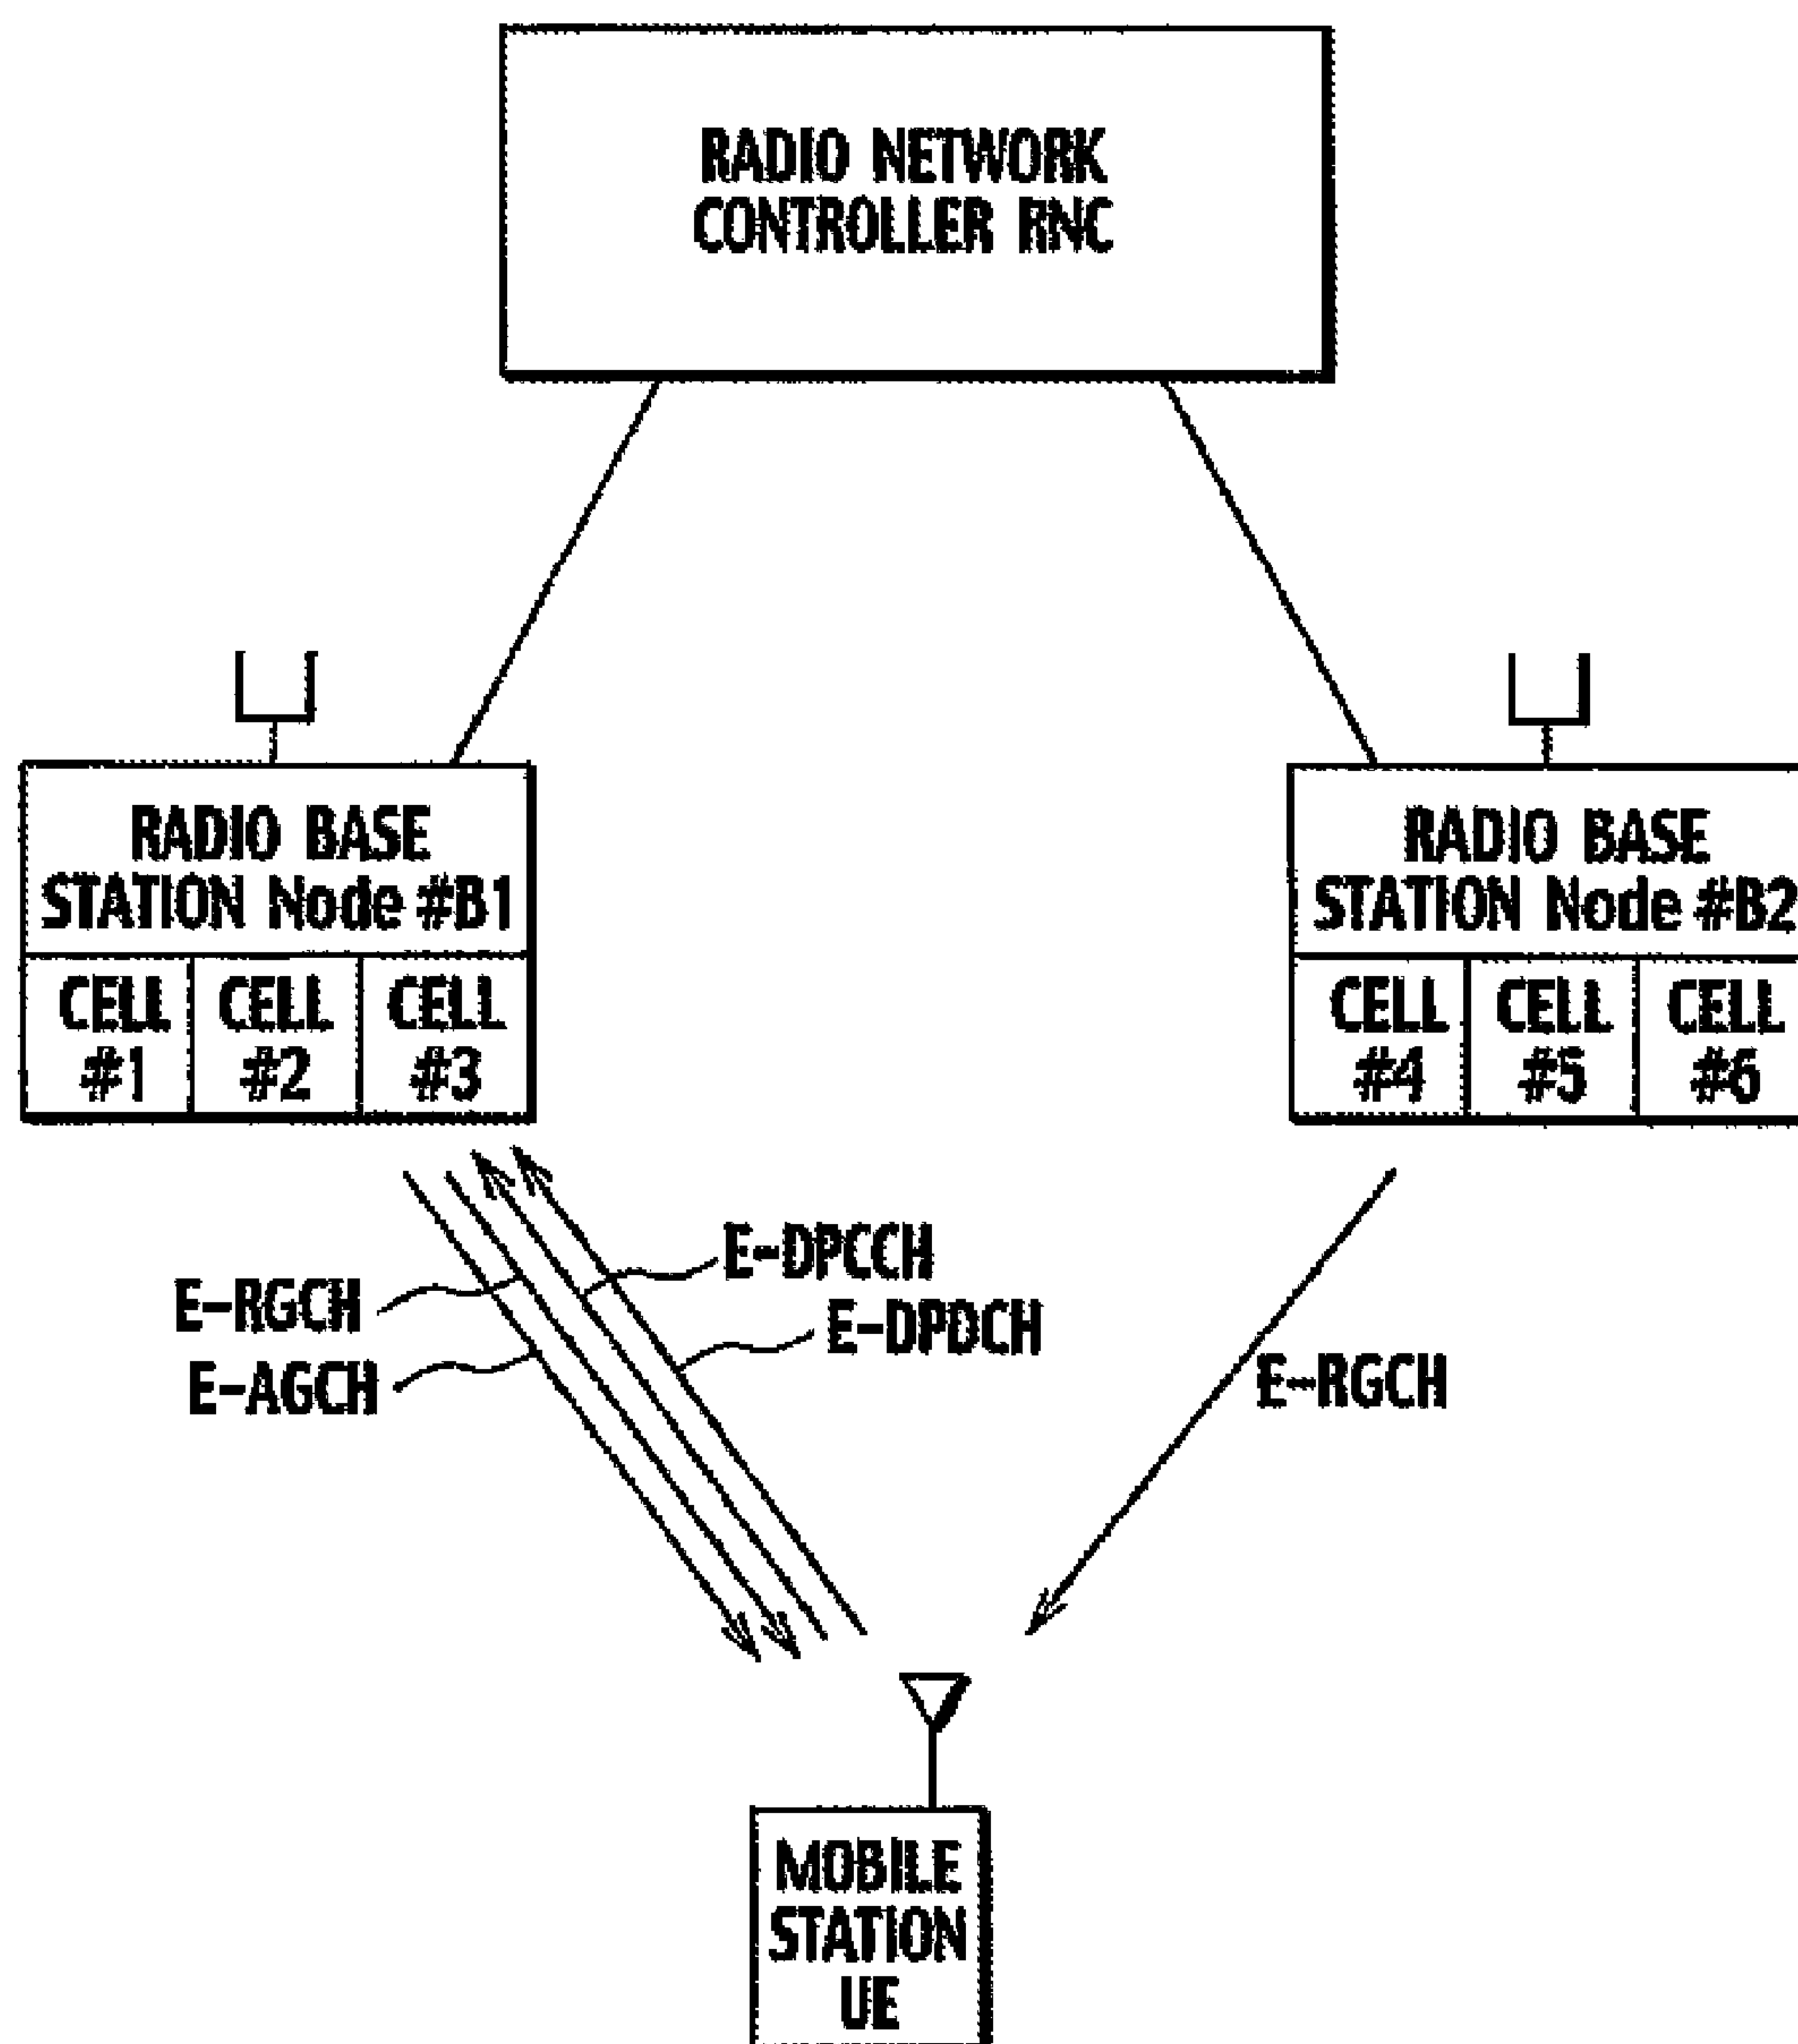 RADIO NETWORK
CONTROLLER RNC
RADIO BASE
STATION Node #B1
CELL
#1
CELL
#2
CELL
#3
RADIO BASE
STATION Node #B2
CELL
#4
CELL
#5
CELL
#6
E-DPCCH
E-RGCH
E-DPDCH
E-AGCH
E-RGCH
MOBILE
STATION
UE